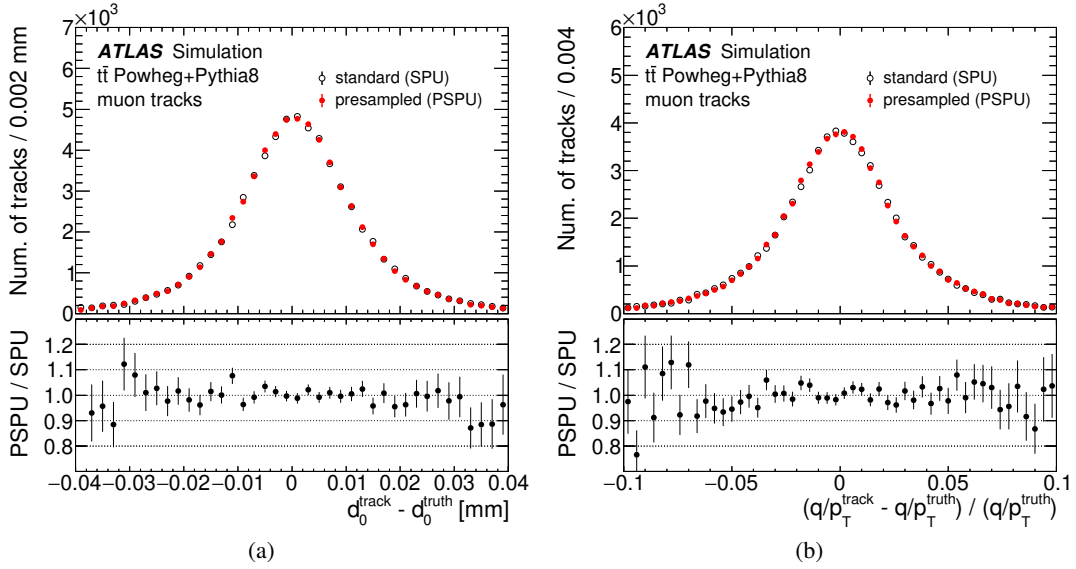 7×10³
ATLAS Simulation
tt̄ Powheg+Pythia8
muon tracks
standard (SPU)
presampled (PSPU)
Num. of tracks / 0.002 mm
6
5
4
3
2
1
0
PSPU / SPU
1.2
1.1
1.0
0.9
0.8
−0.04 −0.03 −0.02 −0.01 0 0.01 0.02 0.03 0.04
d₀^track - d₀^truth [mm]
(a)
6×10³
ATLAS Simulation
tt̄ Powheg+Pythia8
muon tracks
standard (SPU)
presampled (PSPU)
Num. of tracks / 0.004
5
4
3
2
1
0
PSPU / SPU
1.2
1.1
1.0
0.9
0.8
−0.1 −0.05 0 0.05 0.1
(q/p_T^track - q/p_T^truth) / (q/p_T^truth)
(b)